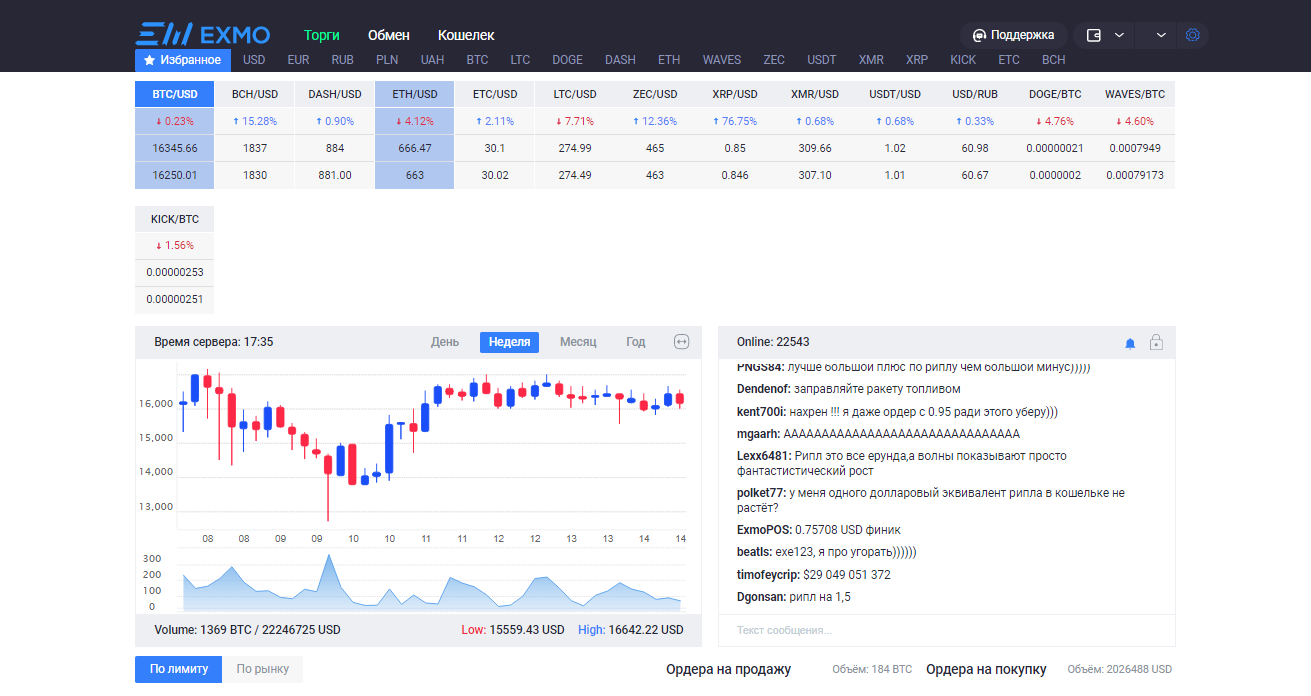 EXMO Торги Обмен Кошелек Поддержка
Избранное USD EUR RUB PLN UAH BTC LTC DOGE DASH ETH WAVES ZEC USDT XMR XRP KICK ETC BCH
BTC/USD BCH/USD DASH/USD ETH/USD ETC/USD LTC/USD ZEC/USD XRP/USD XMR/USD USDT/USD USD/RUB DOGE/BTC WAVES/BTC
↓ 0.23% ↑ 15.28% ↑ 0.90% ↓ 4.12% ↑ 2.11% ↓ 7.71% ↑ 12.36% ↑ 76.75% ↑ 0.68% ↑ 0.68% ↑ 0.33% ↓ 4.76% ↓ 4.60%
16345.66 1837 884 666.47 30.1 274.99 465 0.85 309.66 1.02 60.98 0.00000021 0.0007949
16250.01 1830 881.00 663 30.02 274.49 463 0.846 307.10 1.01 60.67 0.0000002 0.00079173
KICK/BTC
↓ 1.56%
0.00000253
0.00000251
Время сервера: 17:35 День Неделя Месяц Год
16,000
15,000
14,000
13,000
08 08 09 09 10 10 11 11 12 12 13 13 14 14
300
200
100
0
Volume: 1369 BTC / 22246725 USD Low: 15559.43 USD High: 16642.22 USD
Online: 22543
PNGS84: лучше большой плюс по риплу чем большой минус)))))
Dendenof: заправляйте ракету топливом
kent700i: нахрен !!! я даже ордер с 0.95 ради этого уберу)))
mgaarh: АААААААААААААААААААААААААААААА
Lexx6481: Рипл это все ерунда,а волны показывают просто
фантастистический рост
polket77: у меня одного долларовый эквивалент рипла в кошельке не
растёт?
ExmoPOS: 0.75708 USD финик
beatls: exe123, я про угорать))))))
timofeycrip: $29 049 051 372
Dgonsan: рипл на 1,5
Текст сообщения...
По лимиту По рынку Ордера на продажу Объём: 184 BTC Ордера на покупку Объём: 2026488 USD